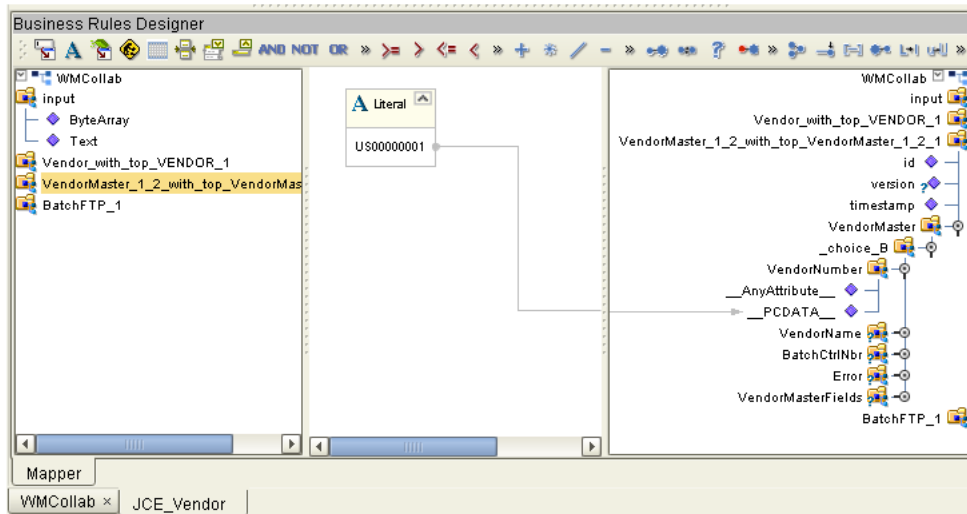 Business Rules Designer
A AND NOT OR » >= > <= < » + * / - » ? » »
WMCollab
input
ByteArray
Text
Vendor_with_top_VENDOR_1
VendorMaster_1_2_with_top_VendorMas
BatchFTP_1
A Literal
US00000001
WMCollab
input
Vendor_with_top_VENDOR_1
VendorMaster_1_2_with_top_VendorMaster_1_2_1
id
version
timestamp
VendorMaster
_choice_B
VendorNumber
__AnyAttribute__
__PCDATA__
VendorName
BatchCtrlNbr
Error
VendorMasterFields
BatchFTP_1
Mapper
WMCollab × JCE_Vendor